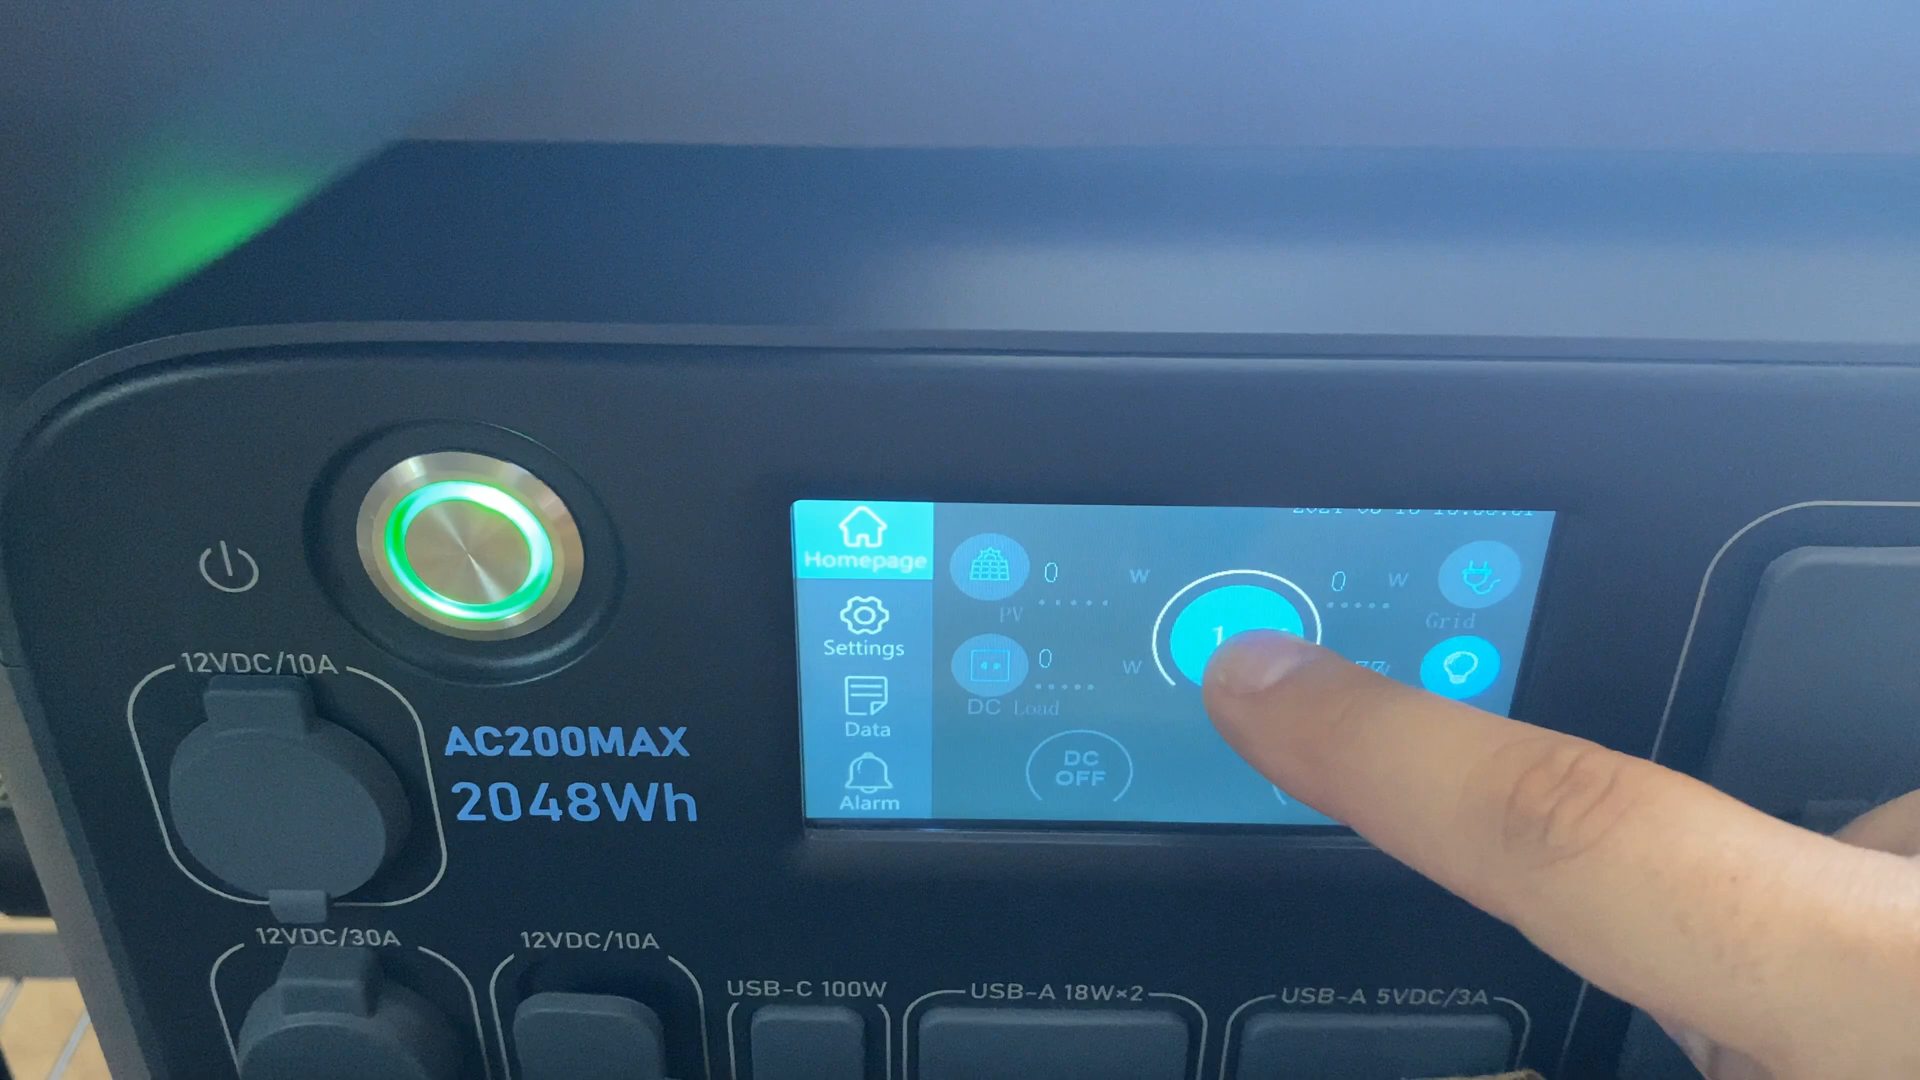 Homepage
Settings
Data
Alarm
0 W
PV
0 W
DC Load
DC
OFF
0 W
Grid
12VDC/10A
AC200MAX
2048Wh
12VDC/30A
12VDC/10A
USB-C 100W
USB-A 18W×2
USB-A 5VDC/3A